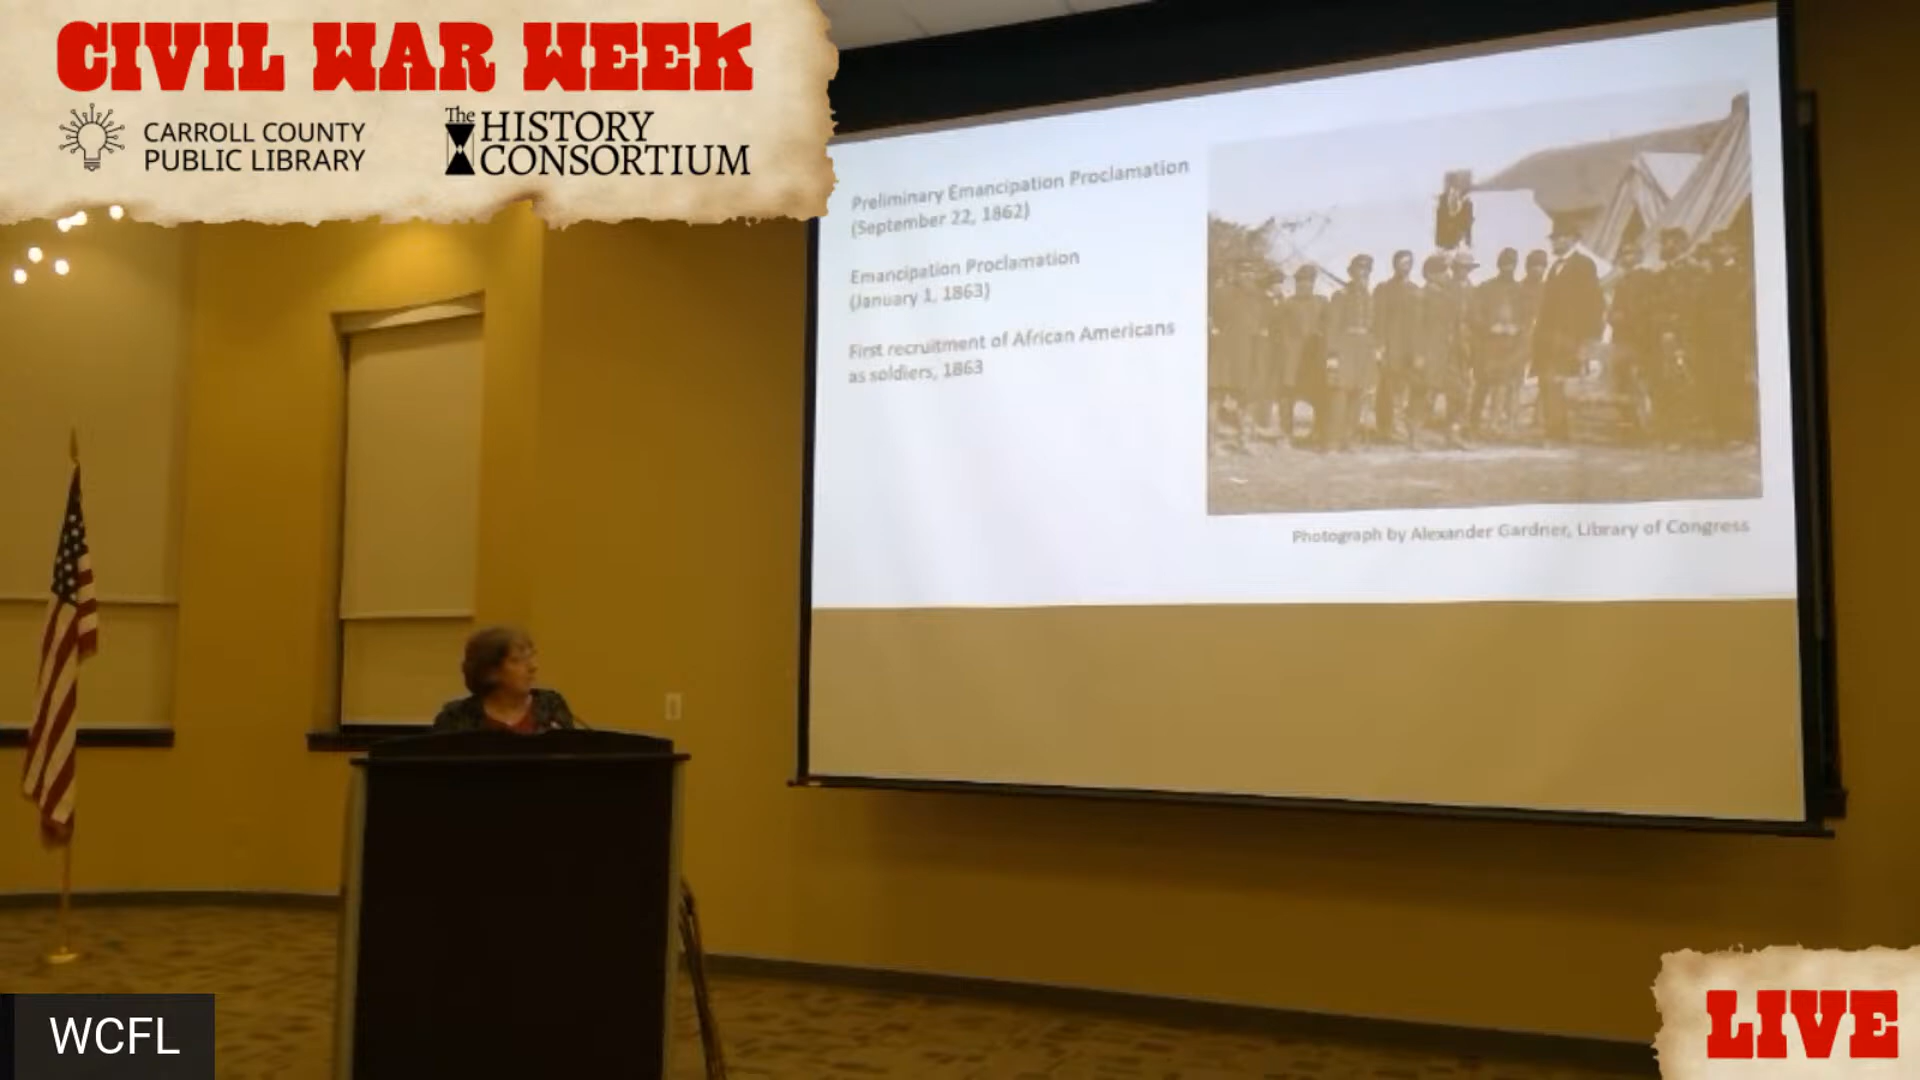 CIVIL WAR WEEK
CARROLL COUNTY
PUBLIC LIBRARY
The
HISTORY
CONSORTIUM
Preliminary Emancipation Proclamation
(September 22, 1862)
Emancipation Proclamation
(January 1, 1863)
First recruitment of African Americans
as soldiers, 1863
Photograph by Alexander Gardner, Library of Congress
WCFL
LIVE